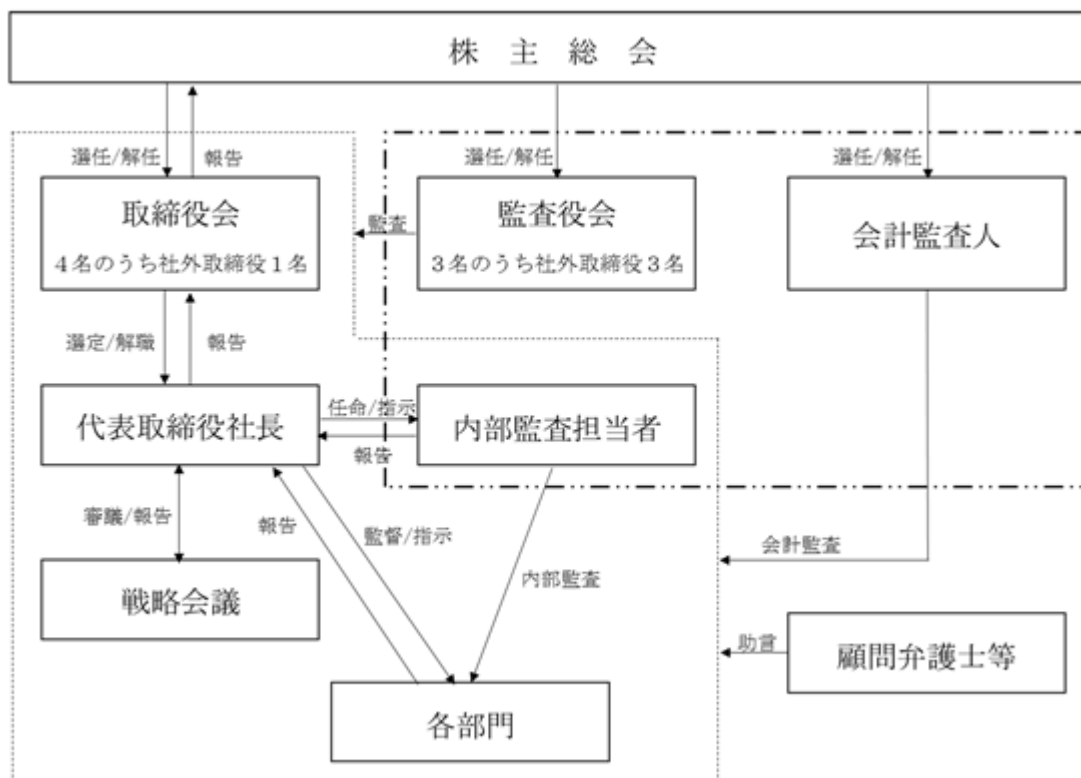 株 主 総 会
選任/解任
報告
選任/解任
選任/解任
取締役会
4名のうち社外取締役1名
監査
監査役会
3名のうち社外取締役3名
会計監査人
選定/解職
報告
代表取締役社長
任命/指示
報告
内部監査担当者
審議/報告
報告
監督/指示
内部監査
会計監査
戦略会議
助言
顧問弁護士等
各部門